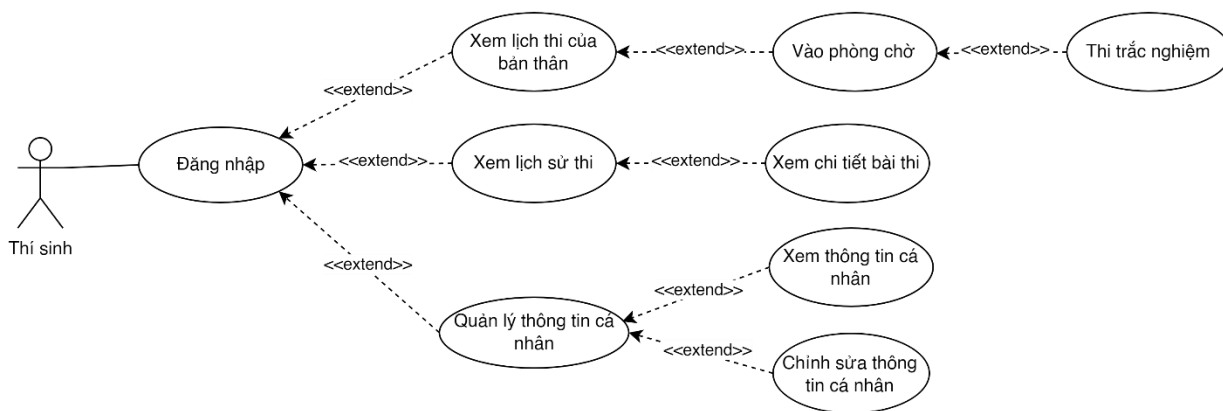 Xem lịch thi của
bản thân
<<extend>>
Vào phòng chờ
<<extend>>
Thi trắc nghiệm
<<extend>>
Đăng nhập
<<extend>>
Xem lịch sử thi
<<extend>>
Xem chi tiết bài thi
Thí sinh
<<extend>>
Xem thông tin cá
nhân
<<extend>>
Quản lý thông tin cá
nhân
<<extend>>
Chỉnh sửa thông
tin cá nhân